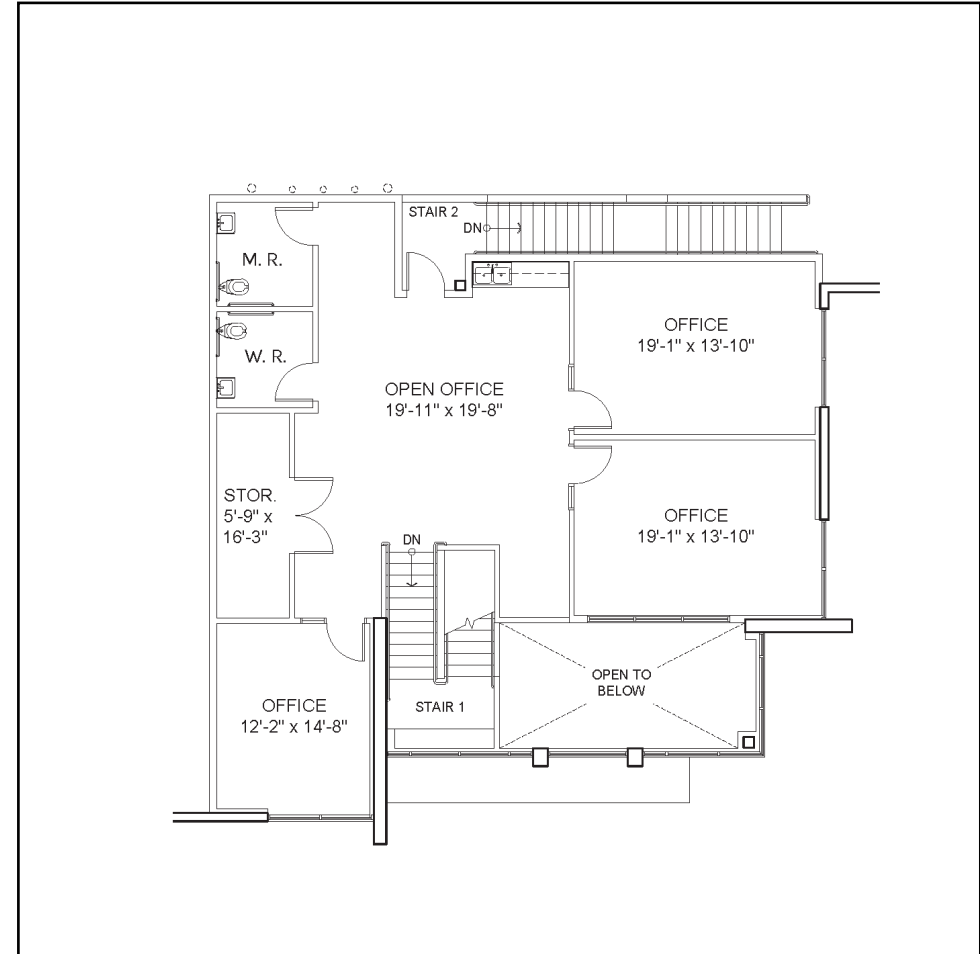 STAIR 2
DN
M. R.
W. R.
OFFICE
19'-1" x 13'-10"
OPEN OFFICE
19'-11" x 19'-8"
STOR.
5'-9" x
16'-3"
OFFICE
19'-1" x 13'-10"
DN
OFFICE
12'-2" x 14'-8"
STAIR 1
OPEN TO
BELOW